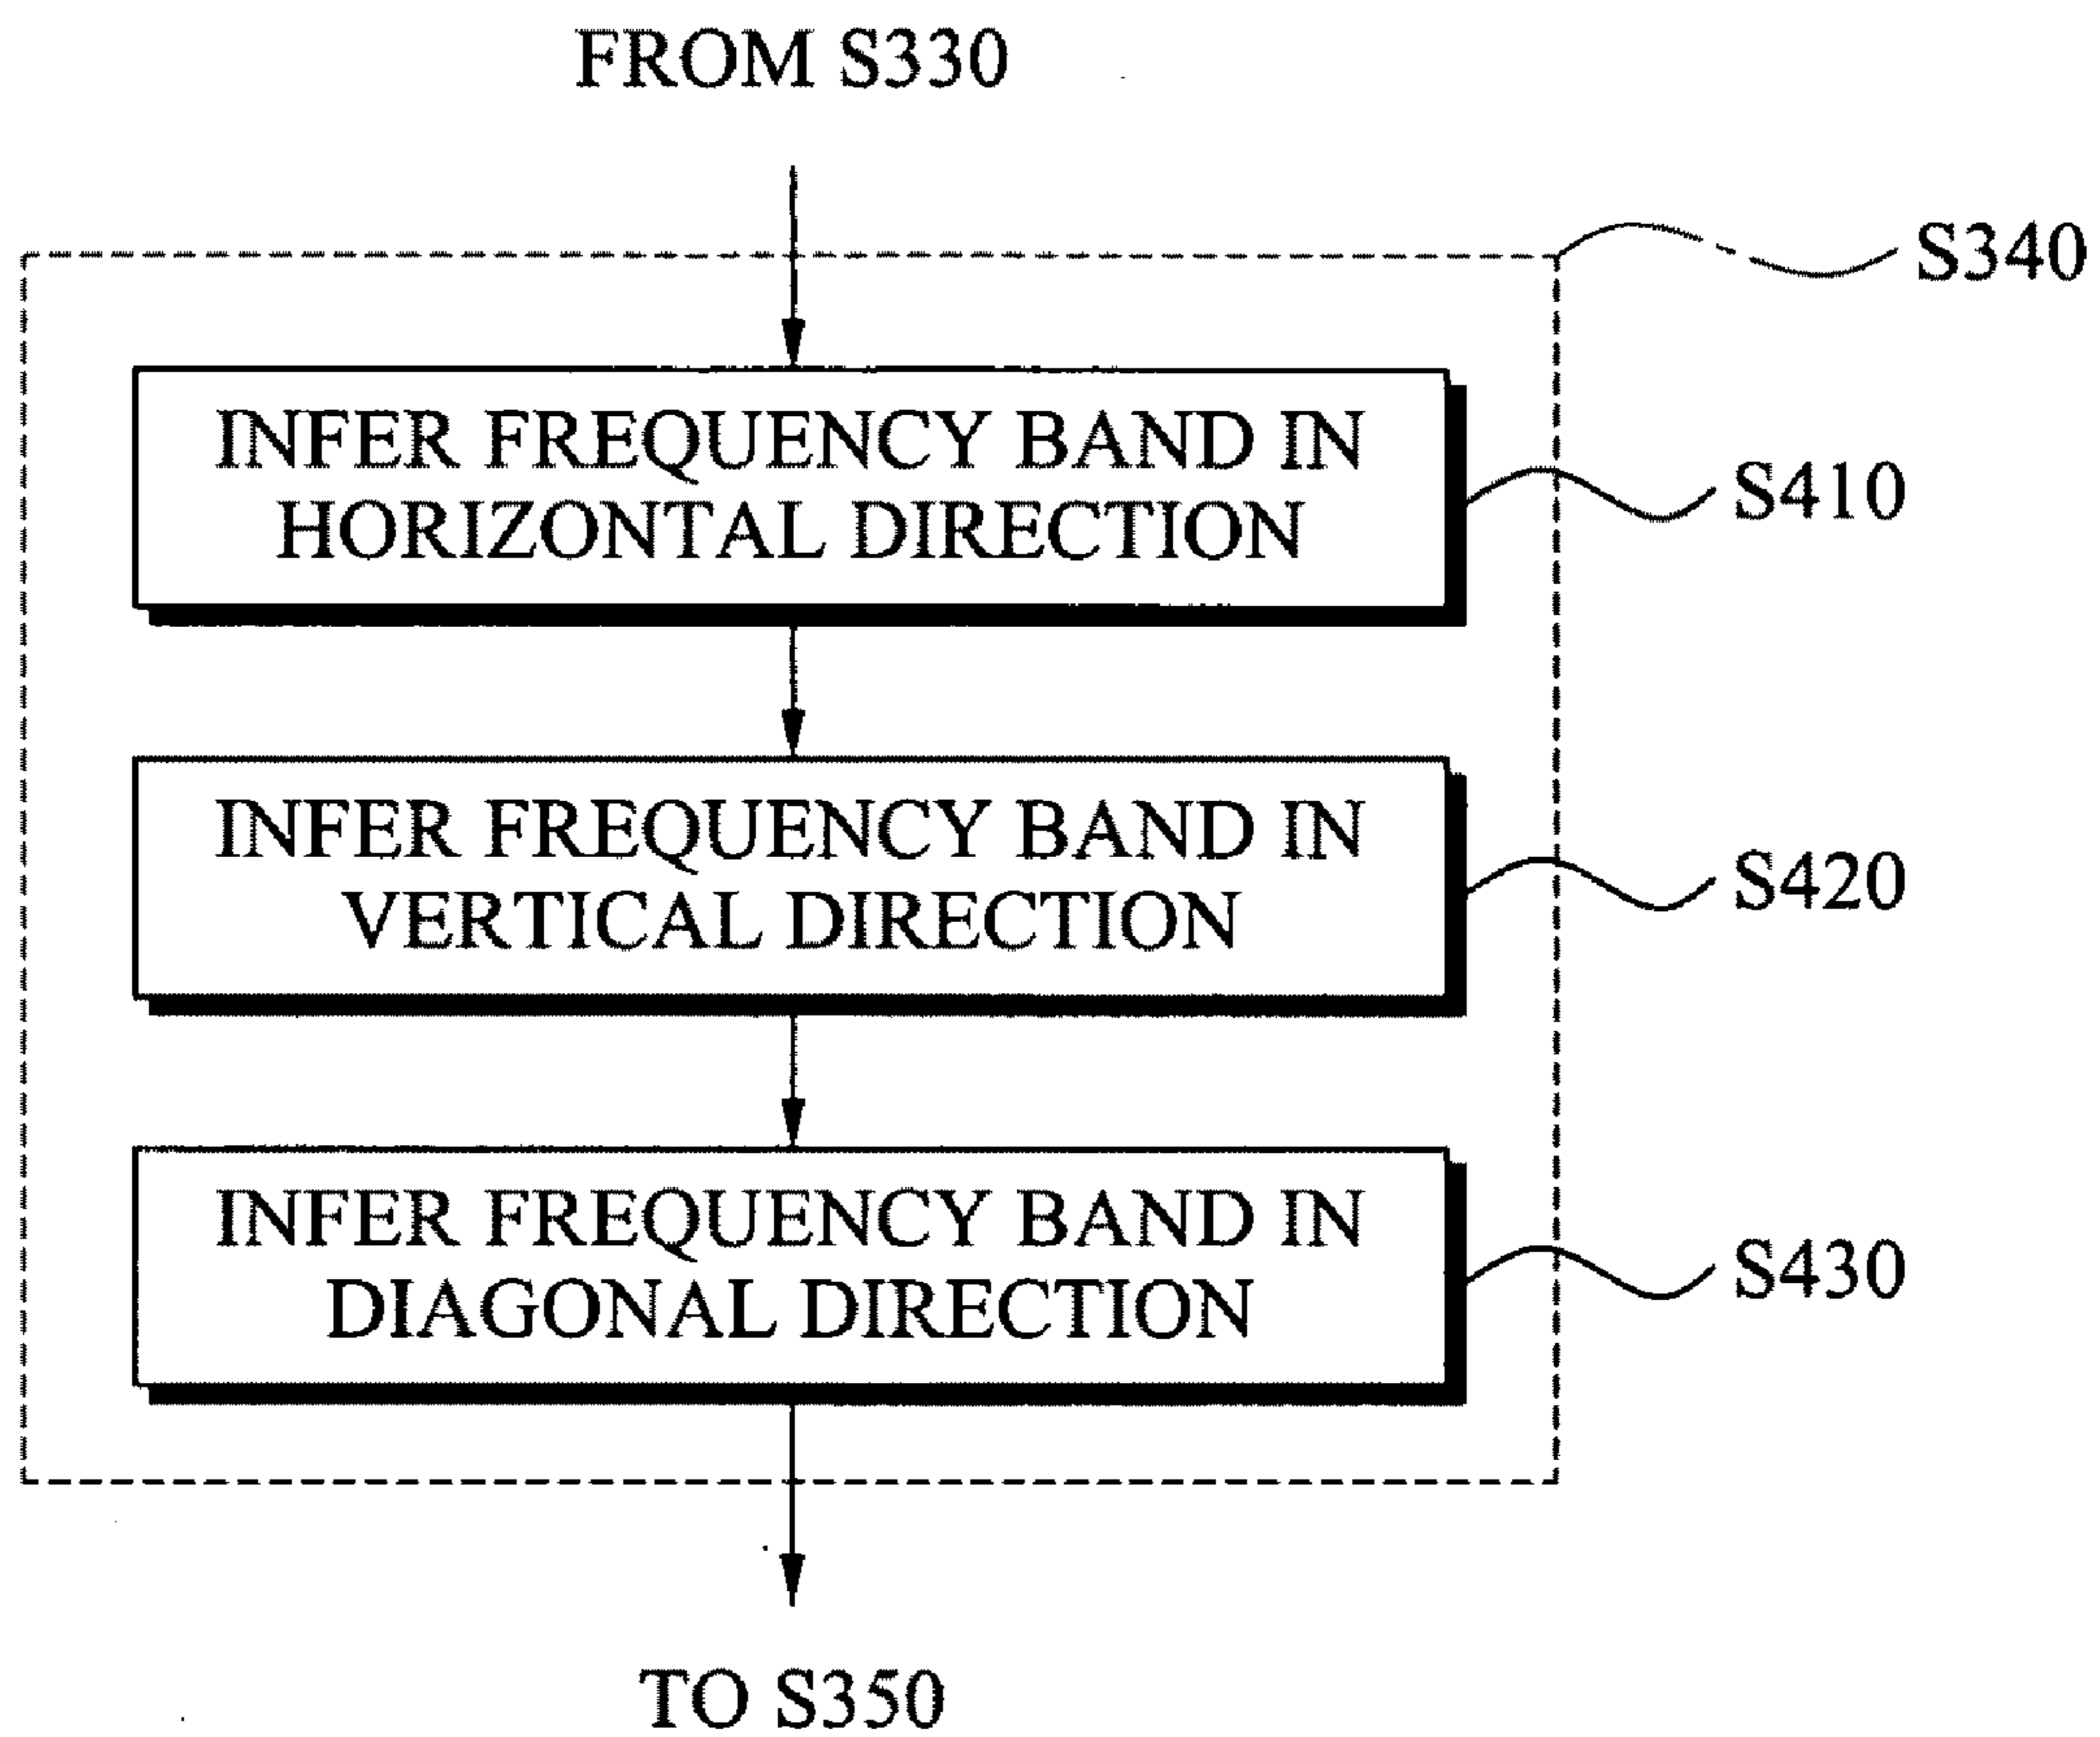 FROM S330
S340
INFER FREQUENCY BAND IN
HORIZONTAL DIRECTION
S410
INFER FREQUENCY BAND IN
VERTICAL DIRECTION
S420
INFER FREQUENCY BAND IN
DIAGONAL DIRECTION
S430
TO S350